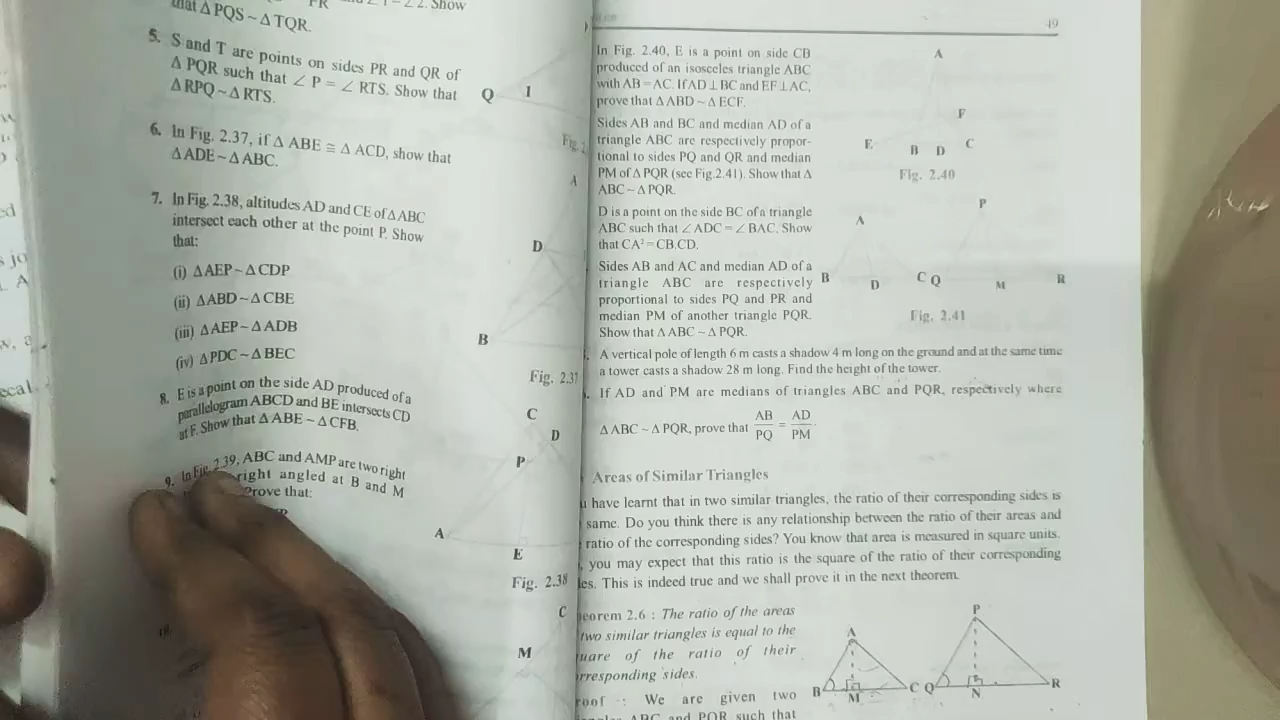 that Δ PQS ~ Δ TQR.
5. S and T are points on sides PR and QR of
Δ PQR such that ∠ P = ∠ RTS. Show that
Δ RPQ ~ Δ RTS.
6. In Fig. 2.37, if Δ ABE ≅ Δ ACD, show that
Δ ADE ~ Δ ABC.
7. In Fig. 2.38, altitudes AD and CE of Δ ABC
intersect each other at the point P. Show
that:
(i) Δ AEP ~ Δ CDP
(ii) Δ ABD ~ Δ CBE
(iii) Δ AEP ~ Δ ADB
(iv) Δ PDC ~ Δ BEC
8. E is a point on the side AD produced of a
parallelogram ABCD and BE intersects CD
at F. Show that Δ ABE ~ Δ CFB.
9. In Fig. 2.39, ABC and AMP are two right
right angled at B and M
Prove that:
Q 1
A
D
B
Fig. 2.37
C
D
P
A
E
Fig. 2.38
C
M
49
In Fig. 2.40, E is a point on side CB
produced of an isosceles triangle ABC
with AB = AC. If AD ⊥ BC and EF ⊥ AC,
prove that Δ ABD ~ Δ ECF.
Sides AB and BC and median AD of a
triangle ABC are respectively propor-
tional to sides PQ and QR and median
PM of Δ PQR (see Fig.2.41). Show that Δ
ABC ~ Δ PQR.
D is a point on the side BC of a triangle
ABC such that ∠ ADC = ∠ BAC. Show
that CA² = CB.CD.
Sides AB and AC and median AD of a
triangle ABC are respectively
proportional to sides PQ and PR and
median PM of another triangle PQR.
Show that Δ ABC ~ Δ PQR.
A
F
E B D C
Fig. 2.40
P
A
B D C Q M R
Fig. 2.41
A vertical pole of length 6 m casts a shadow 4 m long on the ground and at the same time
a tower casts a shadow 28 m long. Find the height of the tower.
If AD and PM are medians of triangles ABC and PQR, respectively where
Δ ABC ~ Δ PQR, prove that AB/PQ = AD/PM.
Areas of Similar Triangles
have learnt that in two similar triangles, the ratio of their corresponding sides is
same. Do you think there is any relationship between the ratio of their areas and
ratio of the corresponding sides? You know that area is measured in square units.
you may expect that this ratio is the square of the ratio of their corresponding
This is indeed true and we shall prove it in the next theorem.
2.6 : The ratio of the areas
two similar triangles is equal to the
of the ratio of their
sides.
We are given two
ABC and PQR such that
A
B M C
P
Q N R